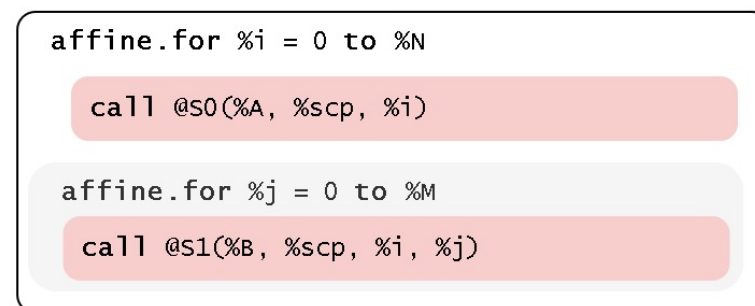 affine.for %i = 0 to %N
call @S0(%A, %scp, %i)
affine.for %j = 0 to %M
call @S1(%B, %scp, %i, %j)